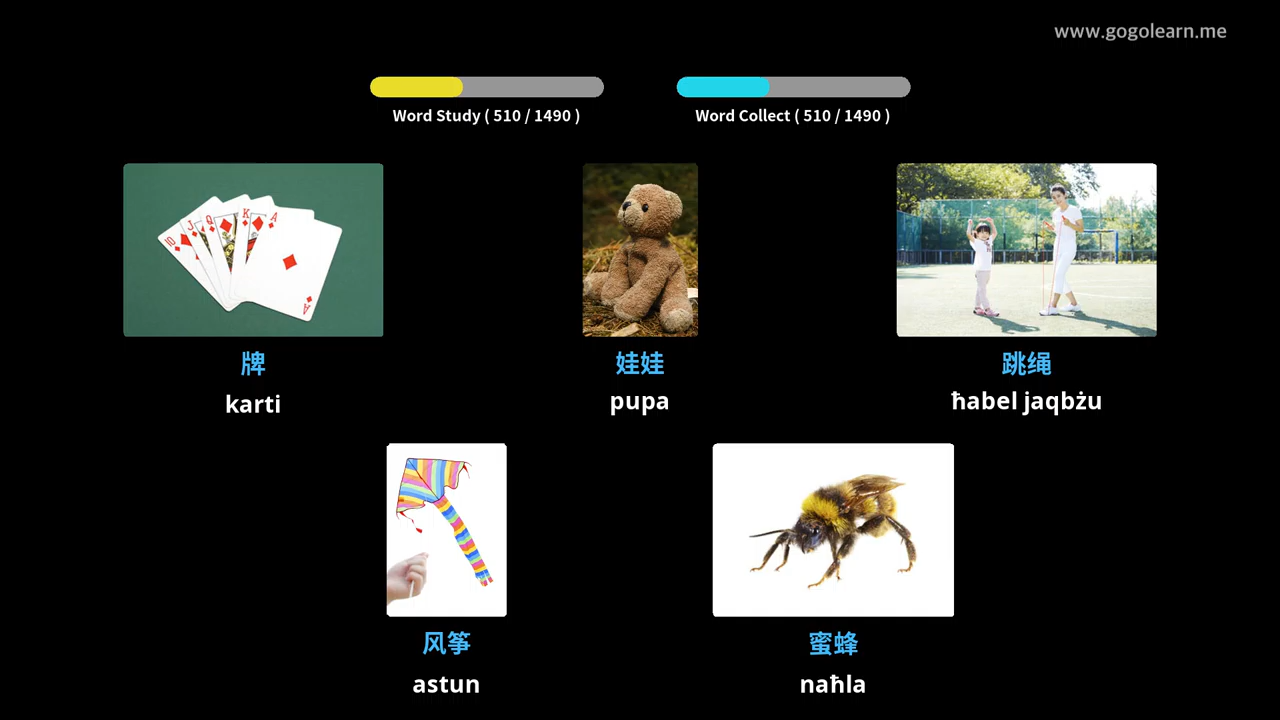 www.gogolearn.me
Word Study ( 510 / 1490 )
Word Collect ( 510 / 1490 )
10 J Q K A
A
牌
娃娃
跳绳
karti
pupa
ħabel jaqbżu
风筝
蜜蜂
astun
naħla